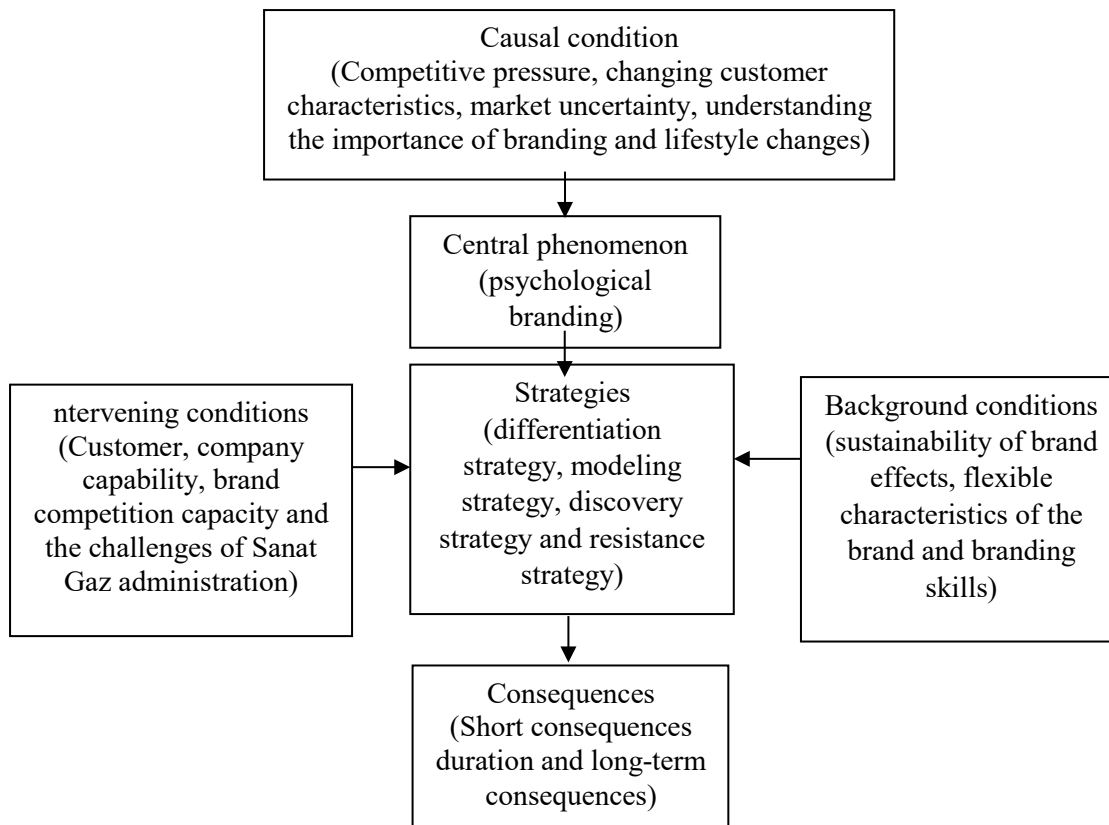 Causal condition
(Competitive pressure, changing customer
characteristics, market uncertainty, understanding
the importance of branding and lifestyle changes)
Central phenomenon
(psychological
branding)
ntervening conditions
(Customer, company
capability, brand
competition capacity and
the challenges of Sanat
Gaz administration)
Strategies
(differentiation
strategy, modeling
strategy, discovery
strategy and resistance
strategy)
Background conditions
(sustainability of brand
effects, flexible
characteristics of the
brand and branding
skills)
Consequences
(Short consequences
duration and long-term
consequences)